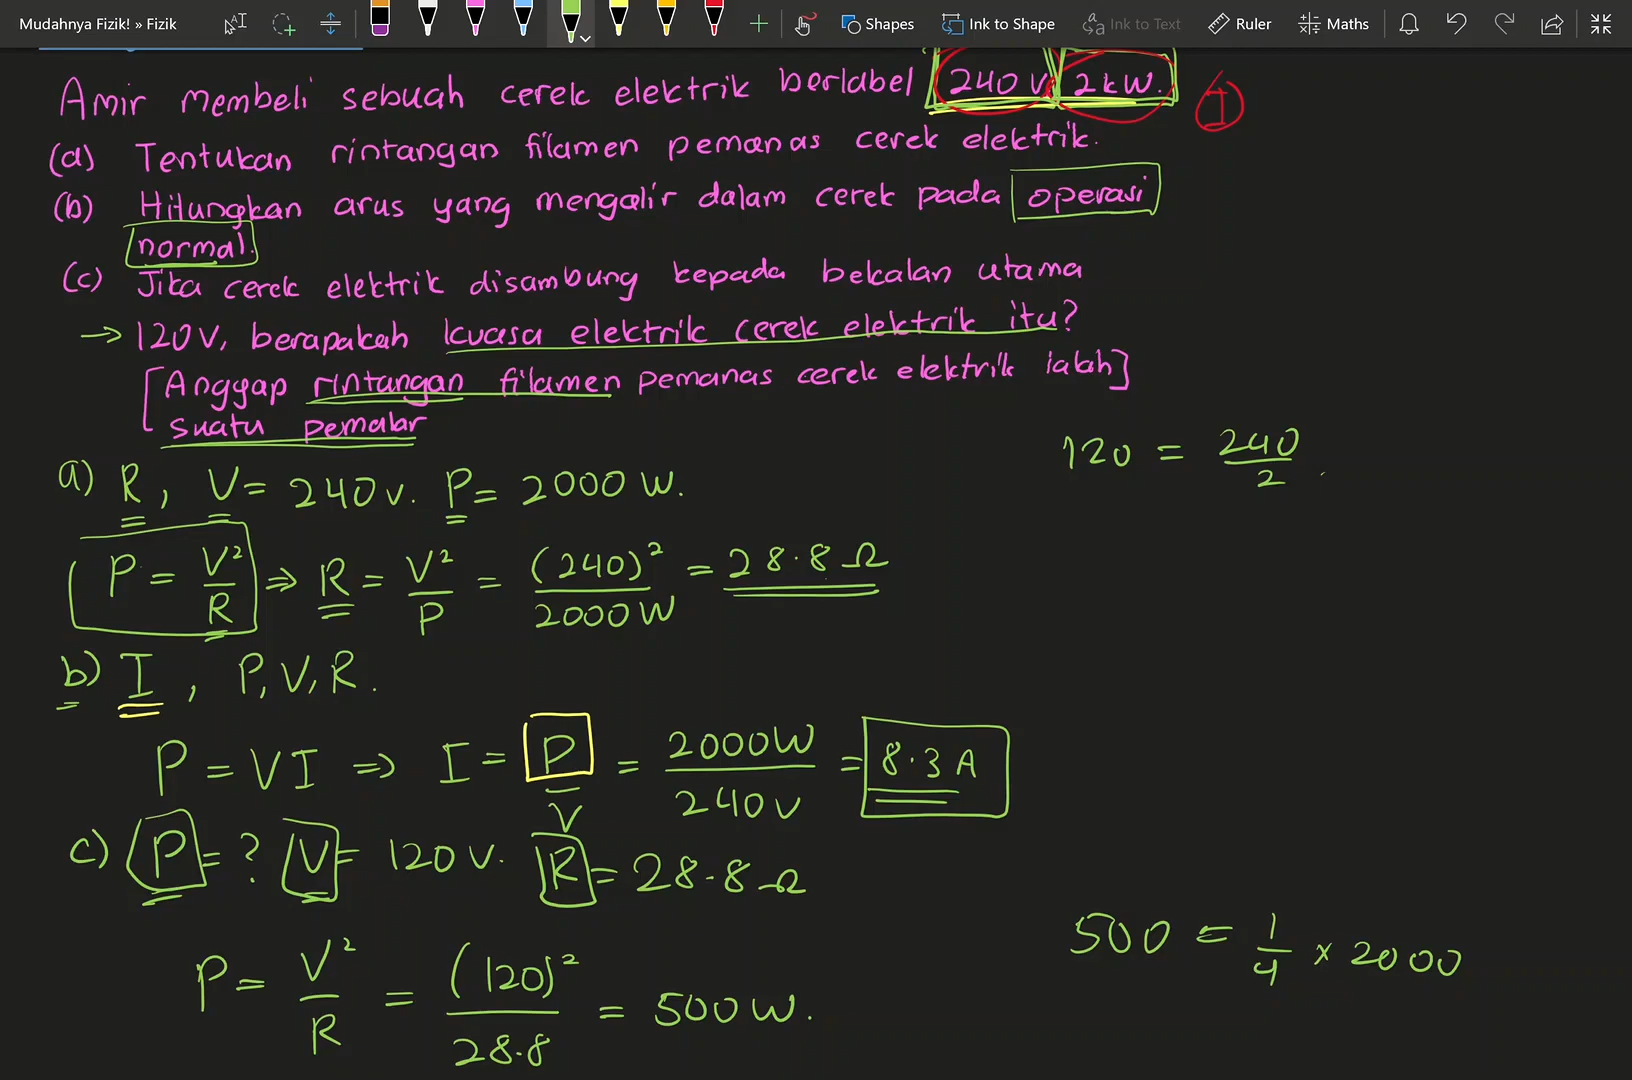 Mudahnya Fizik! » Fizik
Shapes
Ink to Shape
Ink to Text
Ruler
Maths
Amir membeli sebuah cerek elektrik berlabel 240 V 2kW. I
(a) Tentukan rintangan filamen pemanas cerek elektrik.
(b) Hitungkan arus yang mengalir dalam cerek pada operasi
normal.
(c) Jika cerek elektrik disambung kepada bekalan utama
→ 120V, berapakah kuasa elektrik cerek elektrik itu?
[Anggap rintangan filamen pemanas cerek elektrik ialah]
suatu pemalar
120 = 240/2
a) R, V = 240 V. P = 2000 W.
P = V²/R ⇒ R = V²/P = (240)²/2000W = 28.8 Ω
b) I, P, V, R.
P = VI ⇒ I = P/V = 2000W/240V = 8.3 A
c) P = ? V = 120 V. R = 28.8 Ω
500 = 1/4 × 2000
P = V²/R = (120)²/28.8 = 500 W.